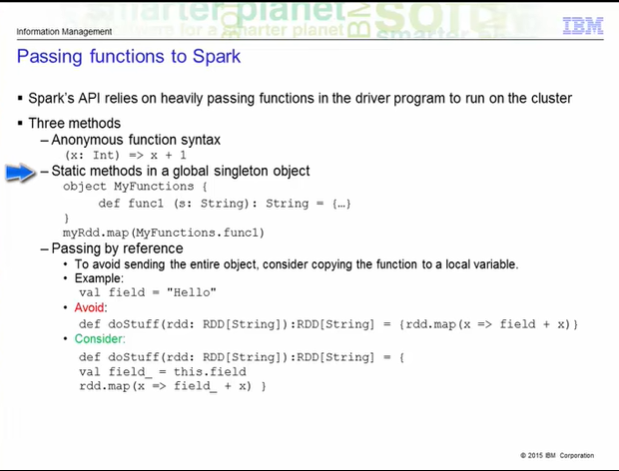 smarter planet
for a smarter planet
Information Management
IBM
Passing functions to Spark
▪ Spark's API relies on heavily passing functions in the driver program to run on the cluster
▪ Three methods
– Anonymous function syntax
(x: Int) => x + 1
– Static methods in a global singleton object
object MyFunctions {
def func1 (s: String): String = {…}
}
myRdd.map(MyFunctions.func1)
– Passing by reference
• To avoid sending the entire object, consider copying the function to a local variable.
• Example:
val field = "Hello"
• Avoid:
def doStuff(rdd: RDD[String]):RDD[String] = {rdd.map(x => field + x)}
• Consider:
def doStuff(rdd: RDD[String]):RDD[String] = {
val field_ = this.field
rdd.map(x => field_ + x) }
© 2015 IBM Corporation